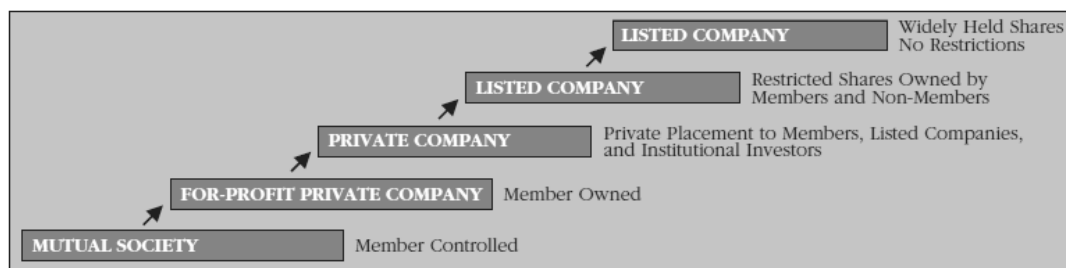 LISTED COMPANY
Widely Held Shares
No Restrictions
LISTED COMPANY
Restricted Shares Owned by
Members and Non-Members
PRIVATE COMPANY
Private Placement to Members, Listed Companies,
and Institutional Investors
FOR-PROFIT PRIVATE COMPANY
Member Owned
MUTUAL SOCIETY
Member Controlled